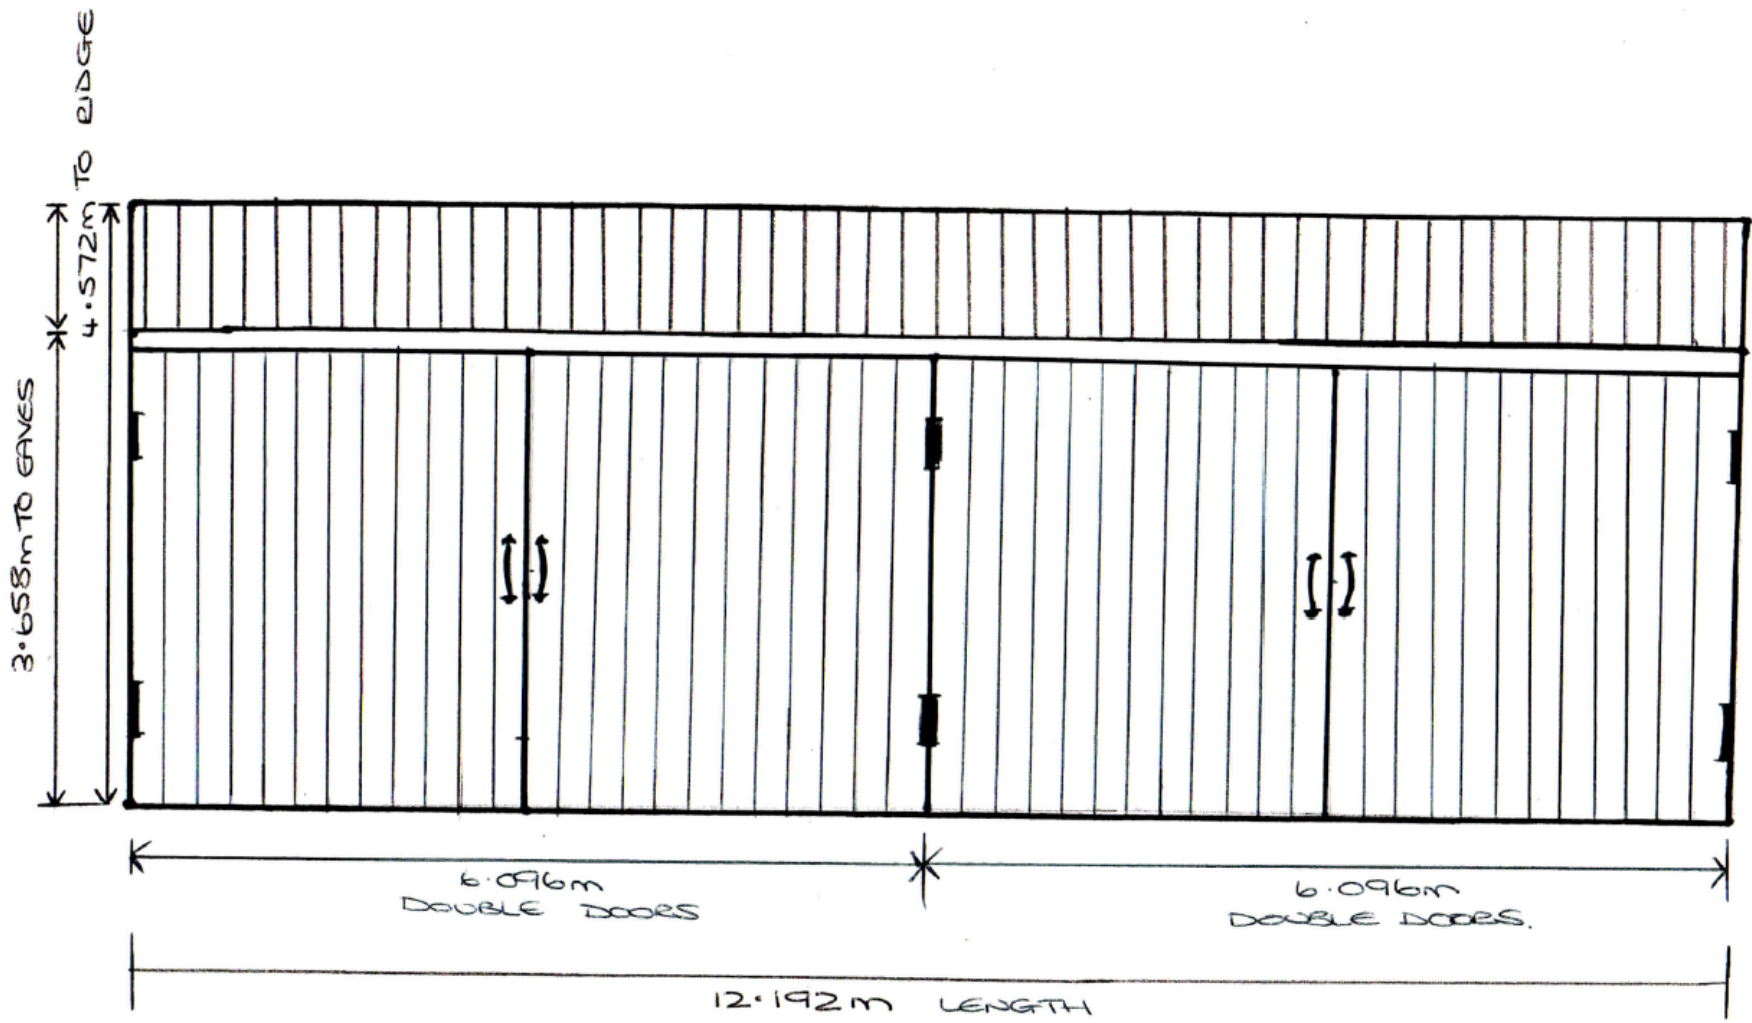 4.572m TO RIDGE
3.658m TO EAVES
6.096m
DOUBLE DOORS
6.096m
DOUBLE DOORS.
12.192m LENGTH